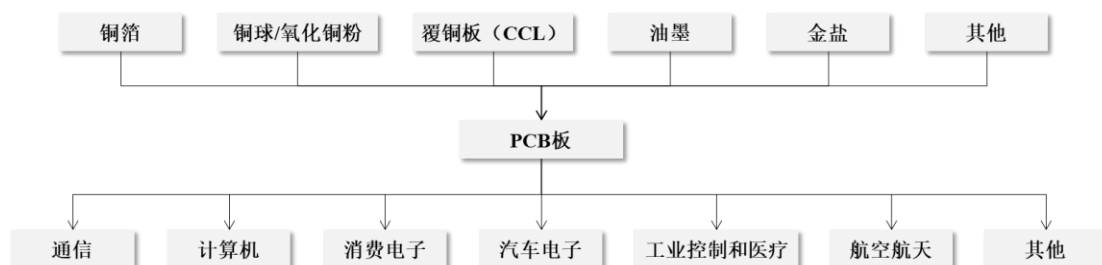 铜箔
铜球/氧化铜粉
覆铜板（CCL）
油墨
金盐
其他
PCB板
通信
计算机
消费电子
汽车电子
工业控制和医疗
航空航天
其他